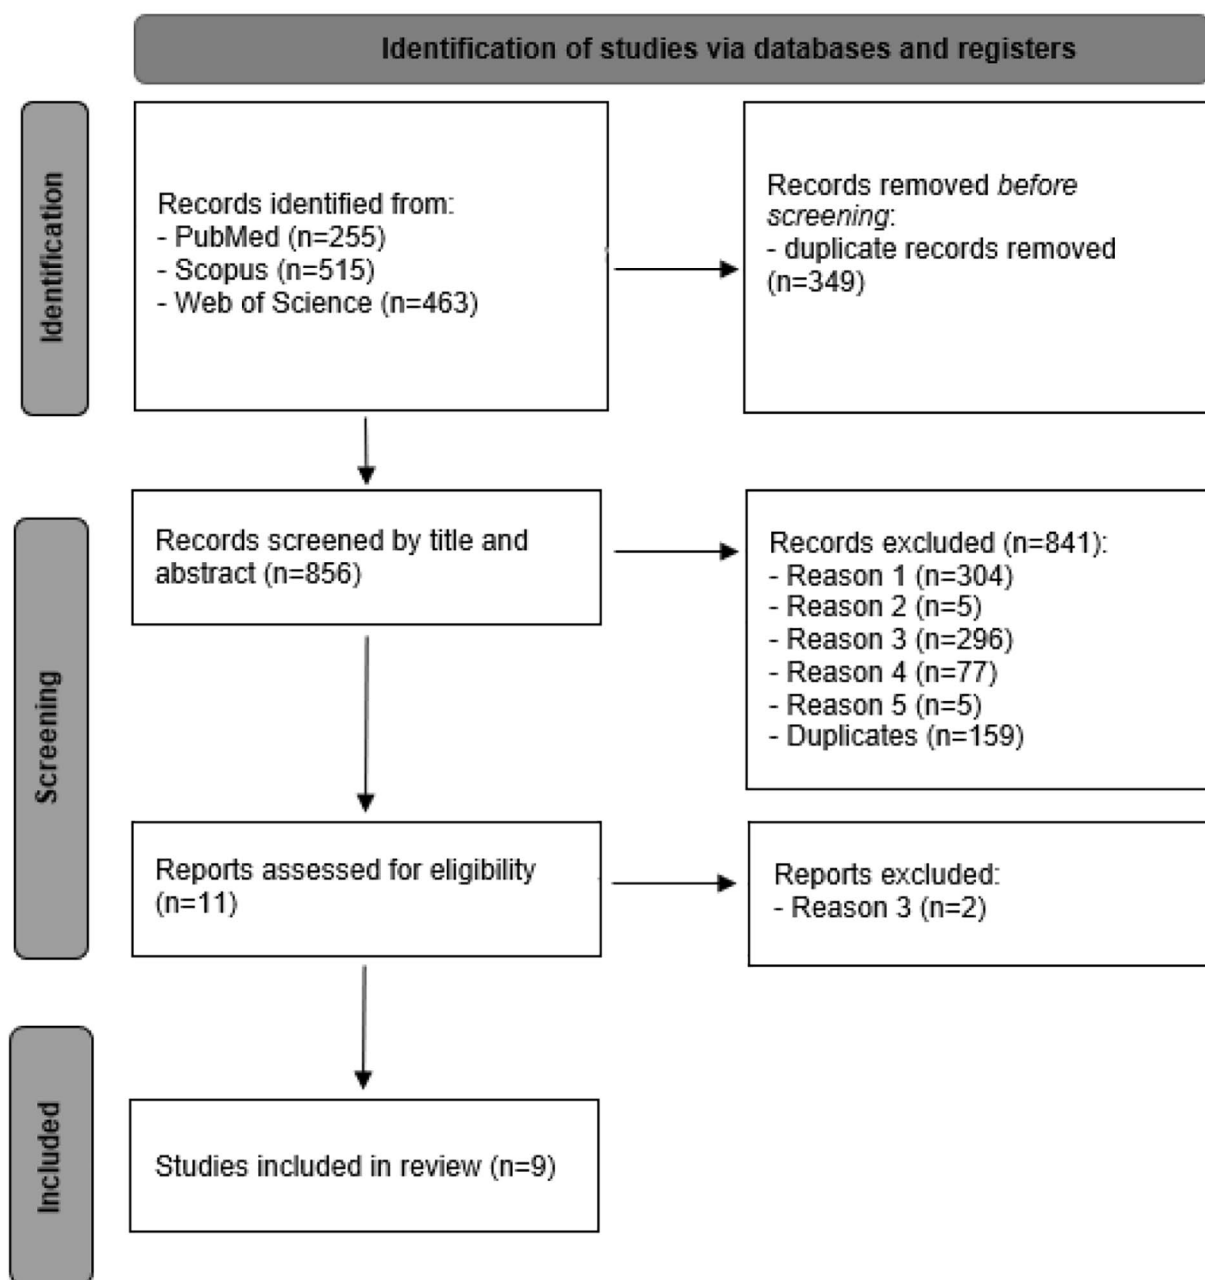 Identification of studies via databases and registers
Identification
Records identified from:
- PubMed (n=255)
- Scopus (n=515)
- Web of Science (n=463)
Records removed before
screening:
- duplicate records removed
(n=349)
Screening
Records screened by title and
abstract (n=856)
Records excluded (n=841):
- Reason 1 (n=304)
- Reason 2 (n=5)
- Reason 3 (n=296)
- Reason 4 (n=77)
- Reason 5 (n=5)
- Duplicates (n=159)
Reports assessed for eligibility
(n=11)
Reports excluded:
- Reason 3 (n=2)
Included
Studies included in review (n=9)